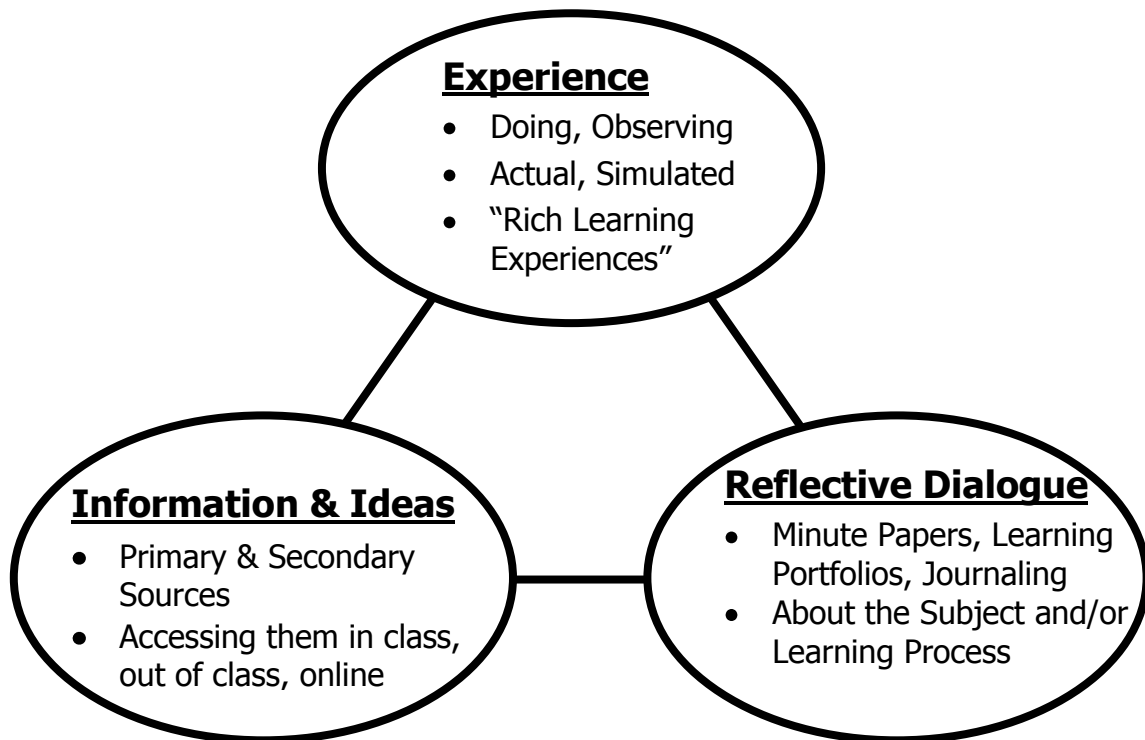 Experience
• Doing, Observing
• Actual, Simulated
• “Rich Learning
Experiences”
Information & Ideas
• Primary & Secondary
Sources
• Accessing them in class,
out of class, online
Reflective Dialogue
• Minute Papers, Learning
Portfolios, Journaling
• About the Subject and/or
Learning Process